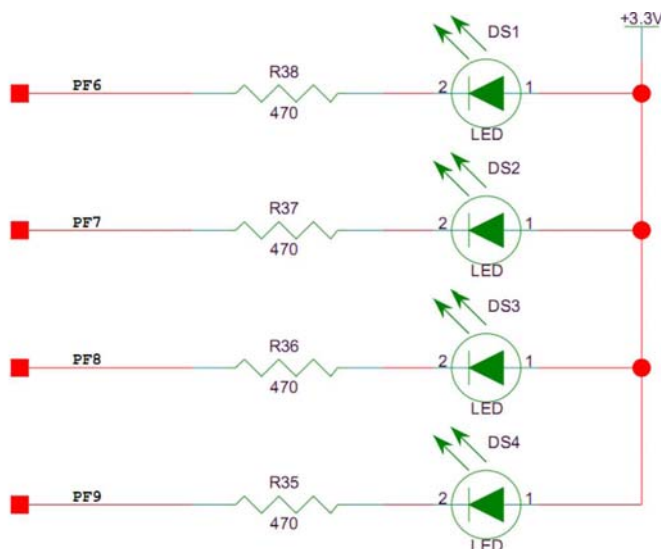 +3.3V
DS1
PF6
R38
2
1
470
LED
DS2
PF7
R37
2
1
470
LED
DS3
PF8
R36
2
1
470
LED
DS4
PF9
R35
2
1
470
LED